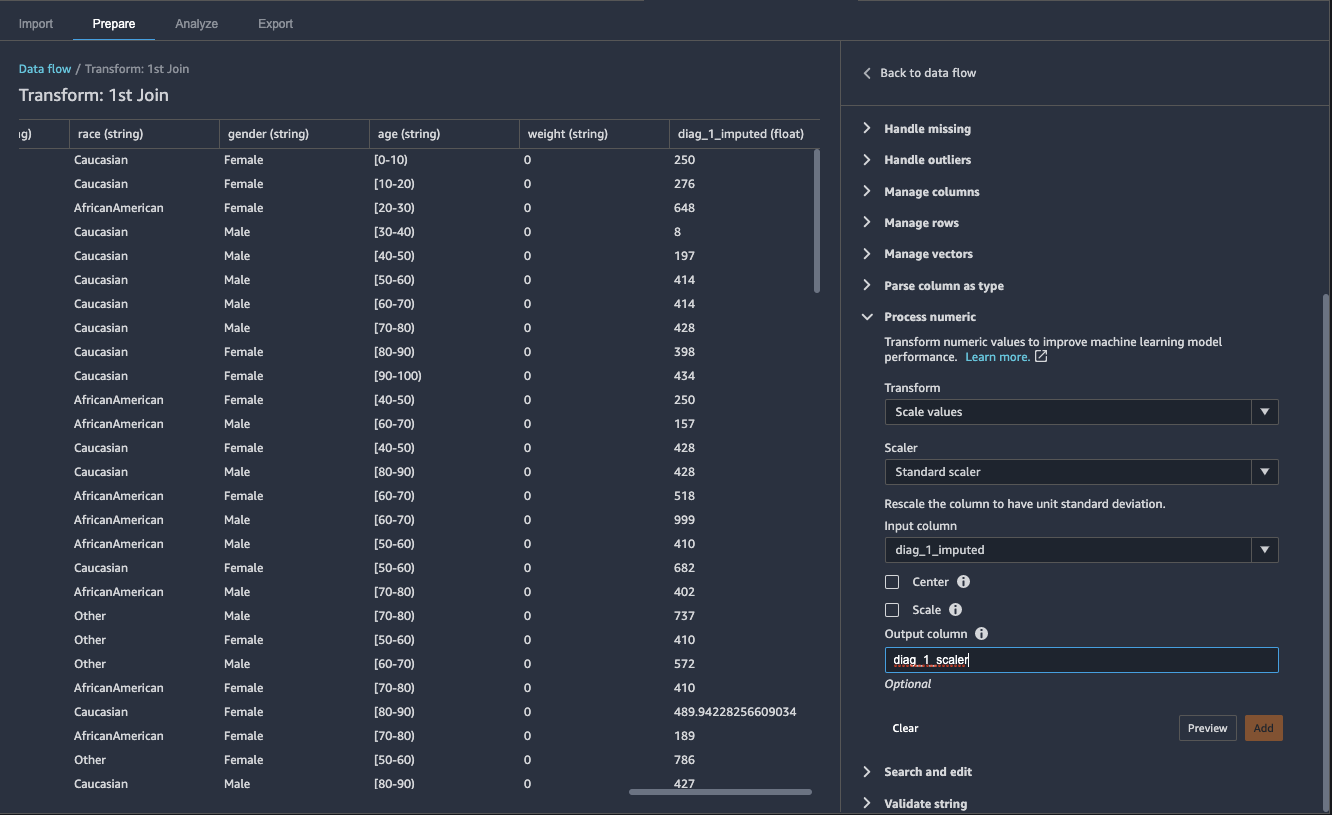 Import Prepare Analyze Export
Data flow / Transform: 1st Join
Transform: 1st Join
ng) race (string) gender (string) age (string) weight (string) diag_1_imputed (float)
Caucasian Female [0-10) 0 250
Caucasian Female [10-20) 0 276
AfricanAmerican Female [20-30) 0 648
Caucasian Male [30-40) 0 8
Caucasian Male [40-50) 0 197
Caucasian Male [50-60) 0 414
Caucasian Male [60-70) 0 414
Caucasian Male [70-80) 0 428
Caucasian Female [80-90) 0 398
Caucasian Female [90-100) 0 434
AfricanAmerican Female [40-50) 0 250
AfricanAmerican Male [60-70) 0 157
Caucasian Female [40-50) 0 428
Caucasian Male [80-90) 0 428
AfricanAmerican Female [60-70) 0 518
AfricanAmerican Male [60-70) 0 999
AfricanAmerican Male [50-60) 0 410
Caucasian Female [50-60) 0 682
AfricanAmerican Male [70-80) 0 402
Other Male [70-80) 0 737
Other Female [50-60) 0 410
Other Male [60-70) 0 572
AfricanAmerican Female [70-80) 0 410
Caucasian Female [80-90) 0 489.94228256609034
AfricanAmerican Female [70-80) 0 189
Other Female [50-60) 0 786
Caucasian Male [80-90) 0 427
Back to data flow
Handle missing
Handle outliers
Manage columns
Manage rows
Manage vectors
Parse column as type
Process numeric
Transform numeric values to improve machine learning model
performance. Learn more.
Transform
Scale values
Scaler
Standard scaler
Rescale the column to have unit standard deviation.
Input column
diag_1_imputed
Center
Scale
Output column
diag_1_scaler
Optional
Clear Preview Add
Search and edit
Validate string